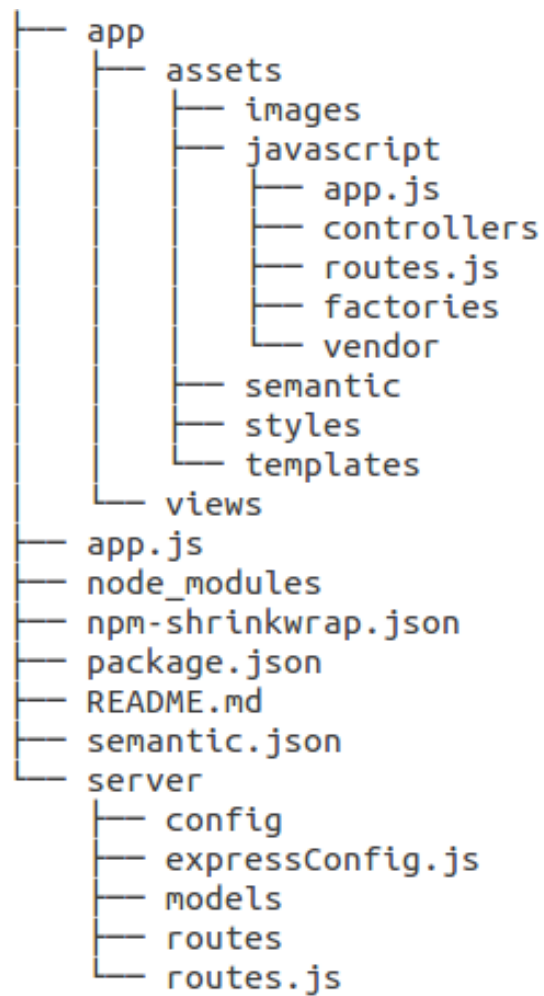 ├── app
│   ├── assets
│   │   ├── images
│   │   ├── javascript
│   │   │   ├── app.js
│   │   │   ├── controllers
│   │   │   ├── routes.js
│   │   │   ├── factories
│   │   │   └── vendor
│   │   ├── semantic
│   │   ├── styles
│   │   └── templates
│   └── views
├── app.js
├── node_modules
├── npm-shrinkwrap.json
├── package.json
├── README.md
├── semantic.json
└── server
    ├── config
    ├── expressConfig.js
    ├── models
    ├── routes
    └── routes.js